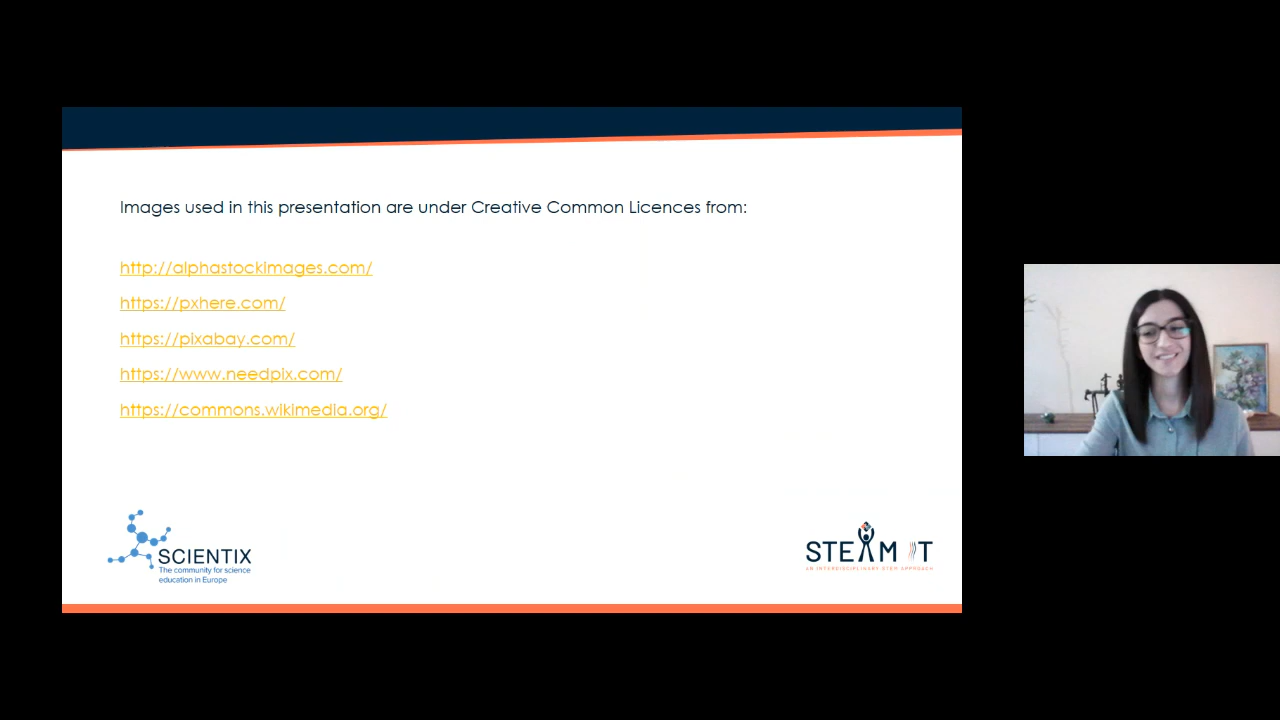 Images used in this presentation are under Creative Common Licences from:
http://alphastockimages.com/
https://pxhere.com/
https://pixabay.com/
https://www.needpix.com/
https://commons.wikimedia.org/
SCIENTIX
The community for science
education in Europe
STEAM IT
AN INTERDISCIPLINARY STEM APPROACH